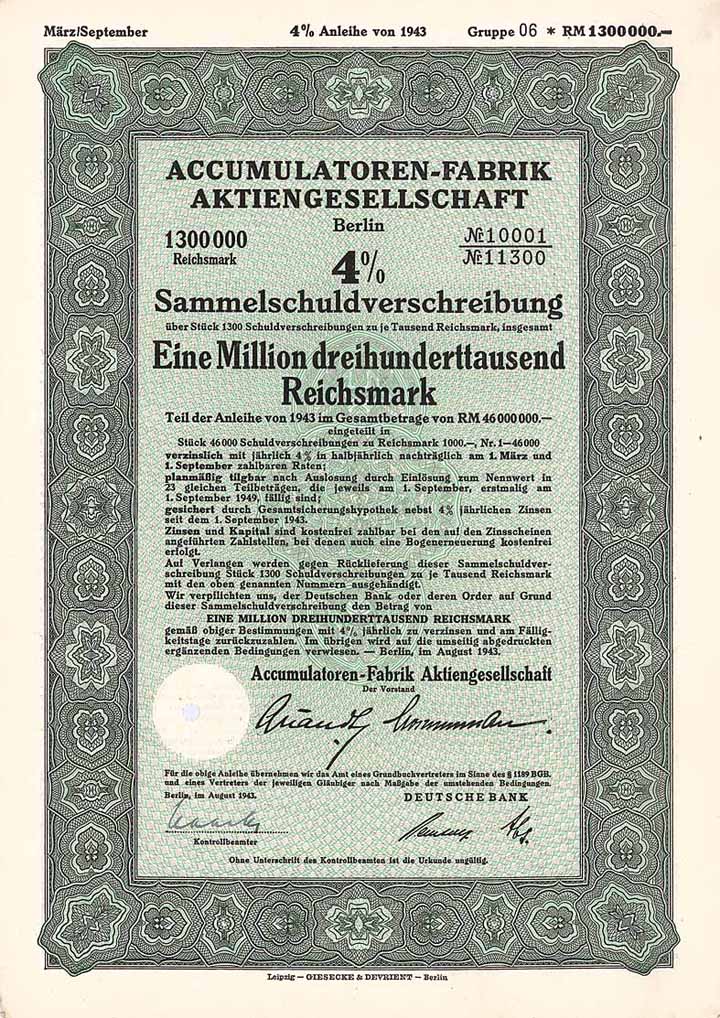 März/September 4% Anleihe von 1943 Gruppe 06 * RM 1300000.—
ACCUMULATOREN-FABRIK
AKTIENGESELLSCHAFT
Berlin
1300000 № 10001
Reichsmark № 11300
4%
Sammelschuldverschreibung
über Stück 1300 Schuldverschreibungen zu je Tausend Reichsmark, insgesamt
Eine Million dreihunderttausend
Reichsmark
Teil der Anleihe von 1943 im Gesamtbetrage von RM 46000000.—
eingeteilt in
Stück 46000 Schuldverschreibungen zu Reichsmark 1000.—, Nr. 1—46000
verzinslich mit jährlich 4% in halbjährlich nachträglich am 1. März und
1. September zahlbaren Raten;
planmäßig tilgbar nach Auslosung durch Einlösung zum Nennwert in
23 gleichen Teilbeträgen, die jeweils am 1. September, erstmalig am
1. September 1949, fällig sind;
gesichert durch Gesamtsicherungshypothek nebst 4% jährlichen Zinsen
seit dem 1. September 1943.
Zinsen und Kapital sind kostenfrei zahlbar bei den auf den Zinsscheinen
angeführten Zahlstellen, bei denen auch eine Bogenerneuerung kostenfrei
erfolgt.
Auf Verlangen werden gegen Rücklieferung dieser Sammelschuldver-
schreibung Stück 1300 Schuldverschreibungen zu je Tausend Reichsmark
mit den oben genannten Nummern ausgehändigt.
Wir verpflichten uns, der Deutschen Bank oder deren Order auf Grund
dieser Sammelschuldverschreibung den Betrag von
EINE MILLION DREIHUNDERTTAUSEND REICHSMARK
gemäß obiger Bestimmungen mit 4% jährlich zu verzinsen und am Fällig-
keitstage zurückzuzahlen. Im übrigen wird auf die umseitig abgedruckten
ergänzenden Bedingungen verwiesen. — Berlin, im August 1943.
Accumulatoren-Fabrik Aktiengesellschaft
Der Vorstand
Quandt
Für die obige Anleihe übernehmen wir das Amt eines Grundbuchvertreters im Sinne des § 1189 BGB.
und eines Vertreters der jeweiligen Gläubiger nach Maßgabe der umstehenden Bedingungen.
Berlin, im August 1943. DEUTSCHE BANK
Kontrollbeamter
Ohne Unterschrift des Kontrollbeamten ist die Urkunde ungültig.
Leipzig — GIESECKE & DEVRIENT — Berlin